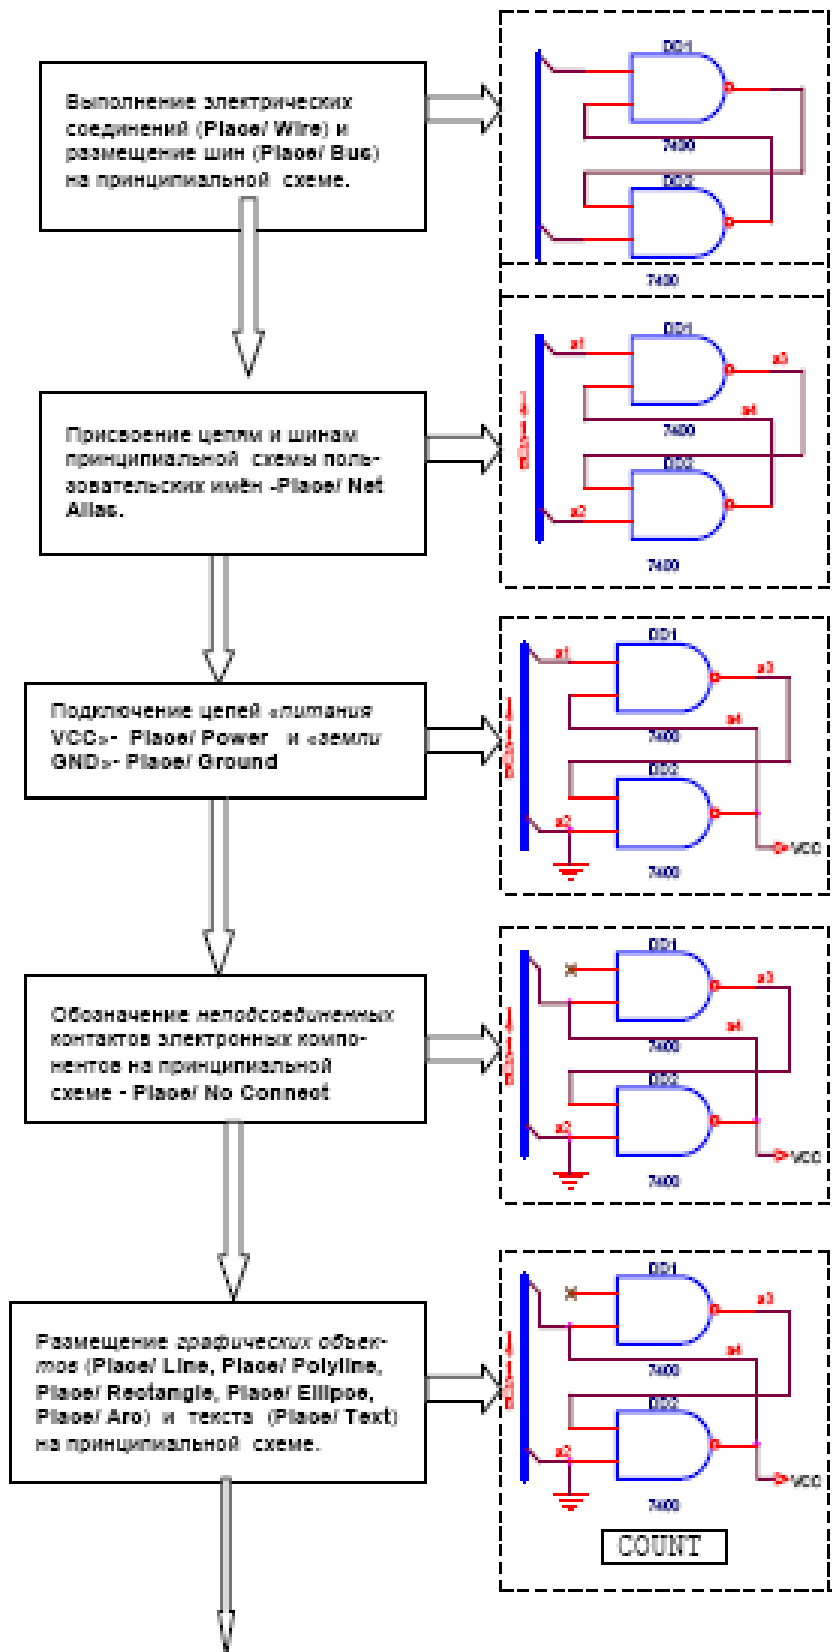 Выполнение электрических
соединений (Place/ Wire) и
размещение шин (Place/ Bus)
на принципиальной схеме.
DD1
7400
DD2
7400
Присвоение цепям и шинам
принципиальной схемы поль-
зовательских имён -Place/ Net
Alias.
DD1
a1
a3
a4
7400
DD2
a2
7400
Подключение цепей «питания
VCC»- Place/ Power и «земли
GND»- Place/ Ground
DD1
a1
a3
a4
7400
DD2
a2
VCC
7400
Обозначение неподсоединенных
контактов электронных компо-
нентов на принципиальной
схеме - Place/ No Connect
DD1
a3
a4
7400
DD2
a2
VCC
7400
Размещение графических объек-
тов (Place/ Line, Place/ Polyline,
Place/ Rectangle, Place/ Ellipse,
Place/ Arc) и текста (Place/ Text)
на принципиальной схеме.
DD1
a3
a4
7400
DD2
a2
VCC
7400
COUNT